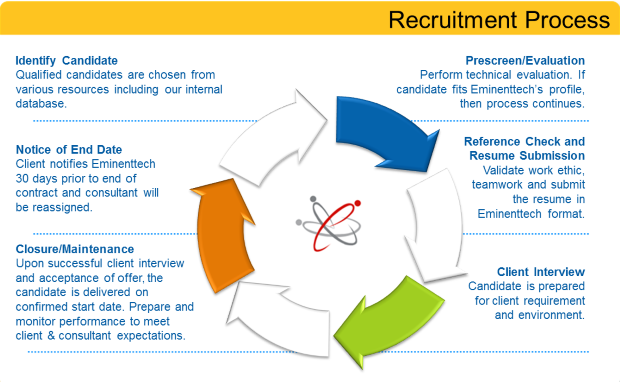 Recruitment Process
Identify Candidate
Qualified candidates are chosen from
various resources including our internal
database.
Notice of End Date
Client notifies Eminenttech
30 days prior to end of
contract and consultant will
be reassigned.
Closure/Maintenance
Upon successful client interview
and acceptance of offer, the
candidate is delivered on
confirmed start date. Prepare and
monitor performance to meet
client & consultant expectations.
Prescreen/Evaluation
Perform technical evaluation. If
candidate fits Eminenttech's profile,
then process continues.
Reference Check and
Resume Submission
Validate work ethic,
teamwork and submit
the resume in
Eminenttech format.
Client Interview
Candidate is prepared
for client requirement
and environment.